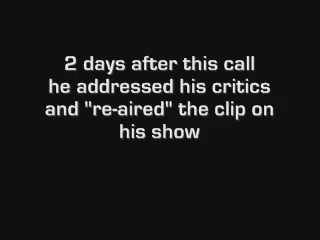 2 days after this call
he addressed his critics
and "re-aired" the clip on
his show